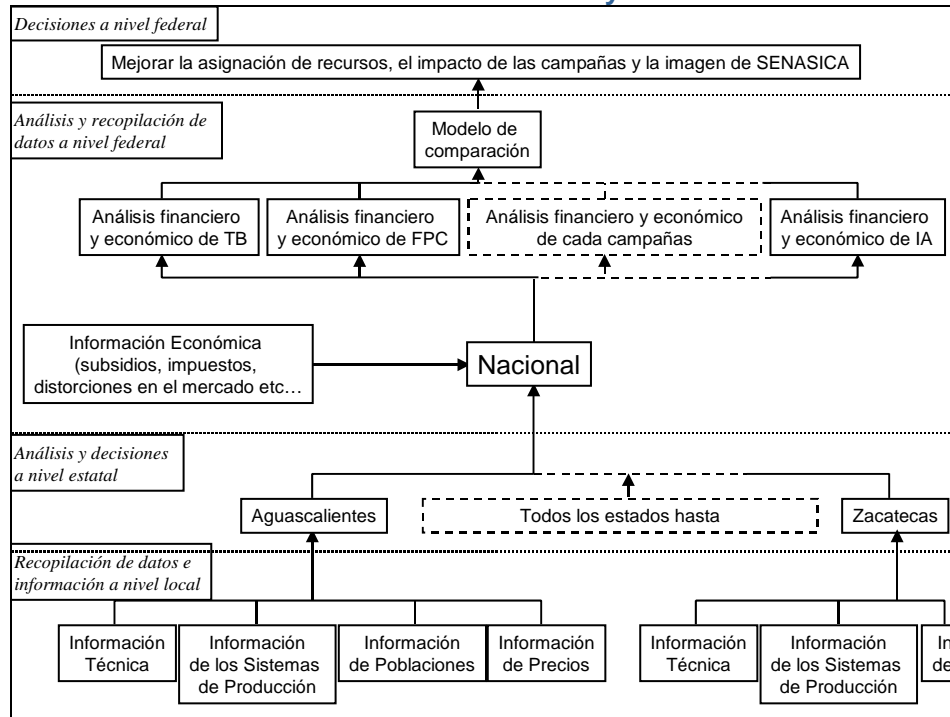 Decisiones a nivel federal
Mejorar la asignación de recursos, el impacto de las campañas y la imagen de SENASICA
Análisis y recopilación de
datos a nivel federal
Modelo de
comparación
Análisis financiero
y económico de TB
Análisis financiero
y económico de FPC
Análisis financiero y económico
de cada campañas
Análisis financiero
y económico de IA
Información Económica
(subsidios, impuestos,
distorciones en el mercado etc…
Nacional
Análisis y decisiones
a nivel estatal
Aguascalientes
Todos los estados hasta
Zacatecas
Recopilación de datos e
información a nivel local
Información
Técnica
Información
de los Sistemas
de Producción
Información
de Poblaciones
Información
de Precios
Información
Técnica
Información
de los Sistemas
de Producción